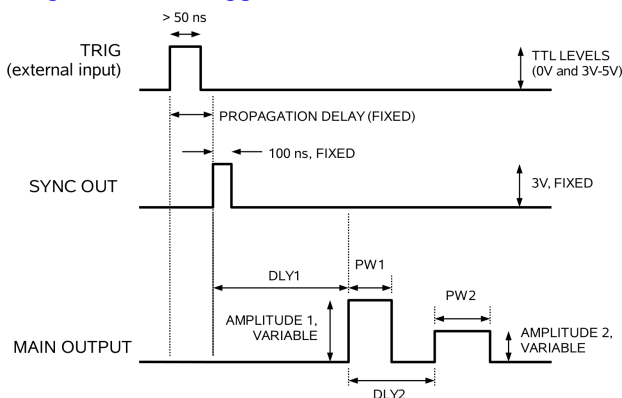 > 50 ns
TRIG
(external input)
TTL LEVELS
(0V and 3V-5V)
PROPAGATION DELAY (FIXED)
100 ns, FIXED
SYNC OUT
3V, FIXED
DLY1
PW1
PW2
AMPLITUDE 1,
VARIABLE
AMPLITUDE 2,
VARIABLE
MAIN OUTPUT
DLY2